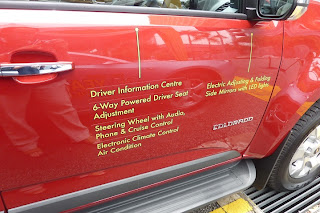 Driver Information Centre
6-Way Powered Driver Seat
Adjustment
Steering Wheel with Audio,
Phone & Cruise Control
Electronic Climate Control
Air Condition
Electric Adjusting & Folding
Side Mirrors with LED lights
COLORADO